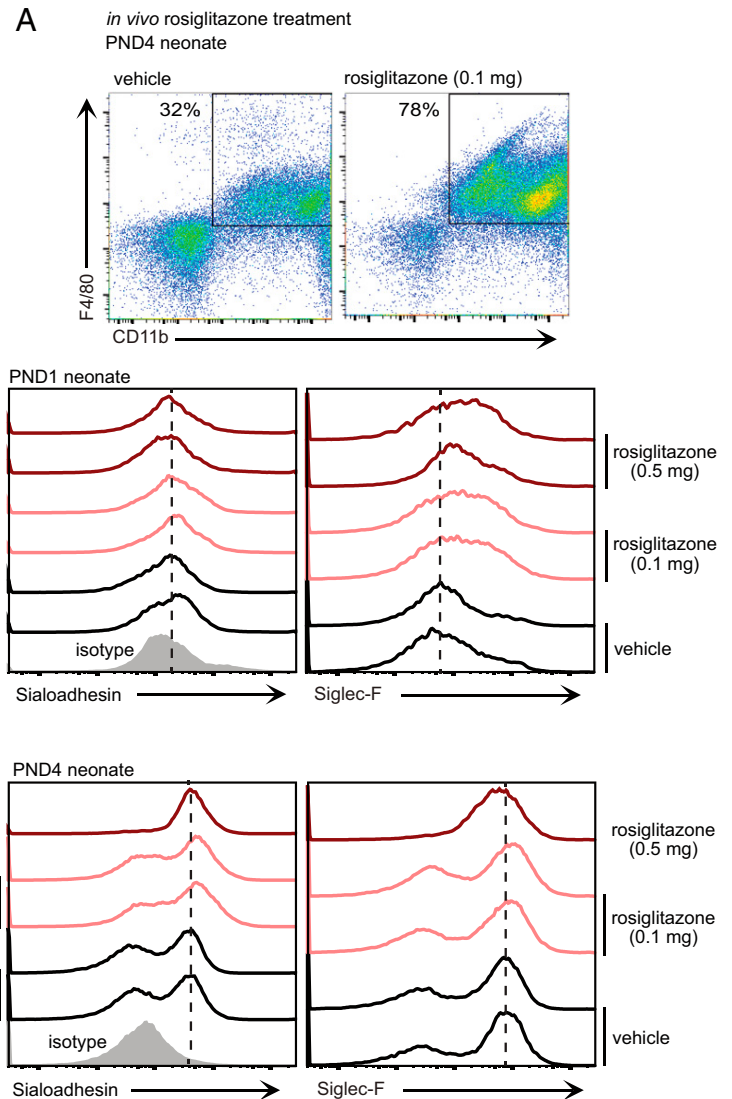 A
in vivo rosiglitazone treatment
PND4 neonate
vehicle
rosiglitazone (0.1 mg)
32%
78%
F4/80
CD11b
PND1 neonate
rosiglitazone
(0.5 mg)
rosiglitazone
(0.1 mg)
isotype
vehicle
Sialoadhesin
Siglec-F
PND4 neonate
rosiglitazone
(0.5 mg)
rosiglitazone
(0.1 mg)
isotype
vehicle
Sialoadhesin
Siglec-F